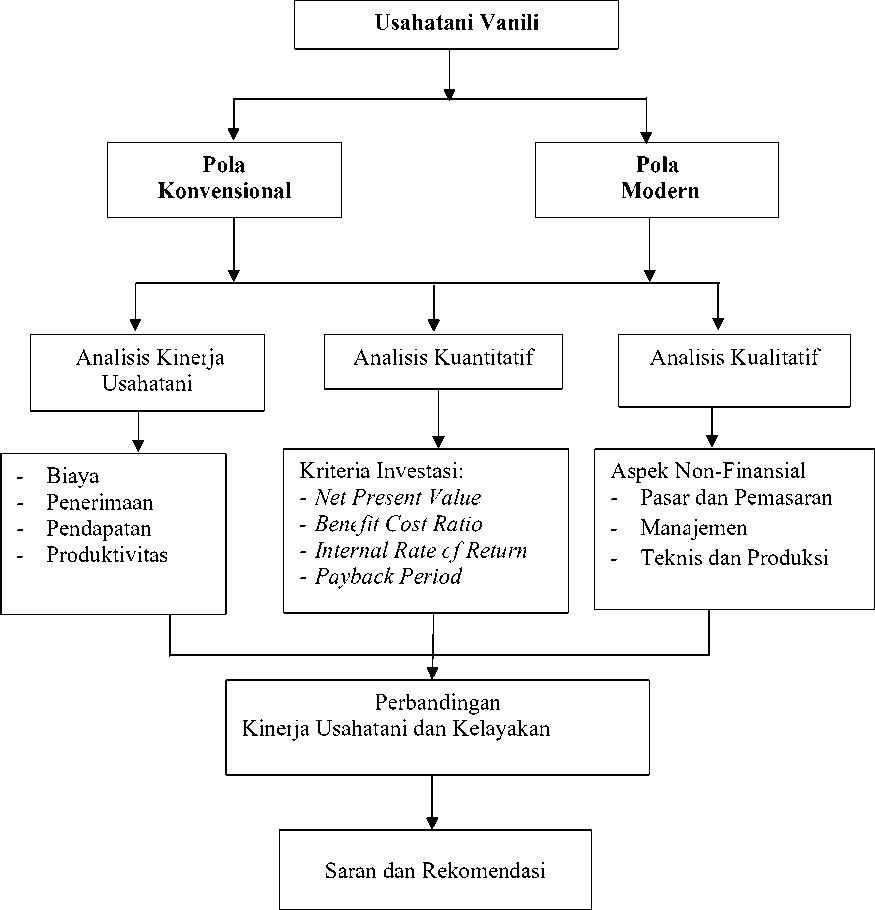 Usahatani Vanili
Pola
Konvensional
Pola
Modern
Analisis Kinerja
Usahatani
Analisis Kuantitatif
Analisis Kualitatif
- Biaya
- Penerimaan
- Pendapatan
- Produktivitas
Kriteria Investasi:
- Net Present Value
- Benefit Cost Ratio
- Internal Rate of Return
- Payback Period
Aspek Non-Finansial
- Pasar dan Pemasaran
- Manajemen
- Teknis dan Produksi
Perbandingan
Kinerja Usahatani dan Kelayakan
Saran dan Rekomendasi